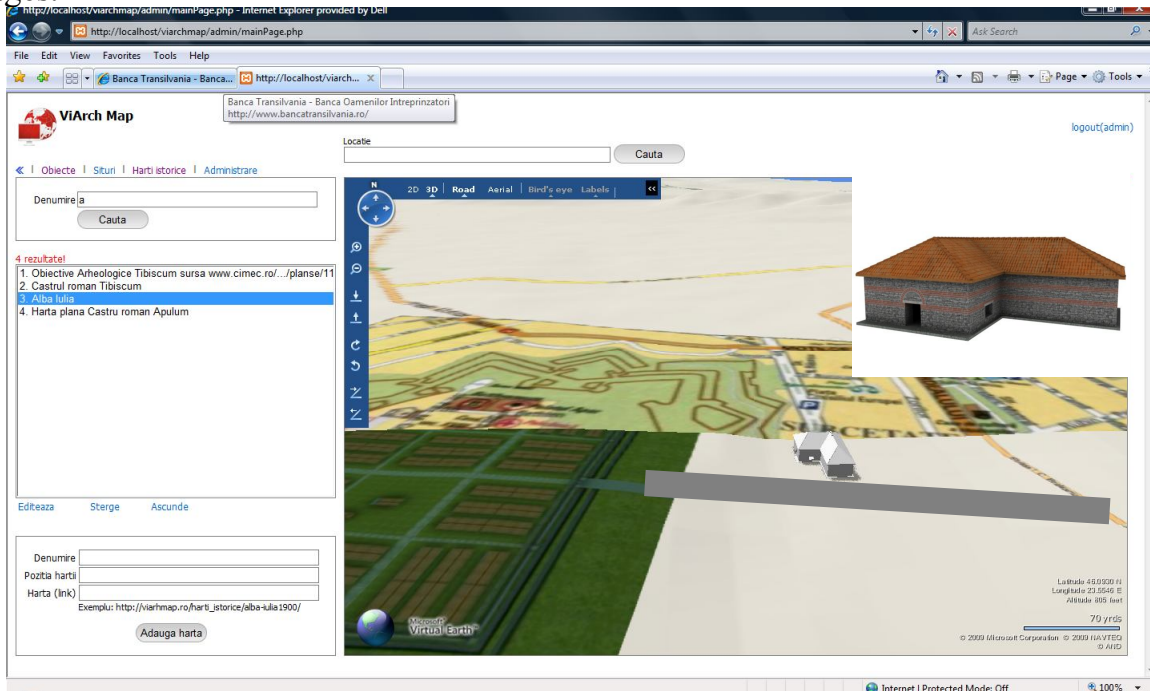 http://localhost/viarchmap/admin/mainPage.php - Internet Explorer provided by Dell
http://localhost/viarchmap/admin/mainPage.php
Ask Search
File Edit View Favorites Tools Help
Banca Transilvania - Banca...
http://localhost/viarch...
Page
Tools
Banca Transilvania - Banca Oamenilor Intreprinzatori
http://www.bancatransilvania.ro/
ViArch Map
logout(admin)
Locatie
Cauta
« | Obiecte | Situri | Harti istorice | Administrare
Denumire a
Cauta
4 rezultate!
1. Obiective Arheologice Tibiscum sursa www.cimec.ro/.../planse/11
2. Castrul roman Tibiscum
3. Alba Iulia
4. Harta plana Castru roman Apulum
Editeaza Sterge Ascunde
Denumire
Pozitia hartii
Harta (link)
Exemplu: http://viarhmap.ro/harti_istorice/alba-iulia1900/
Adauga harta
N
2D 3D | Road Aerial | Bird's eye Labels | <<
P
Microsoft
Virtual Earth
Longitude 23.5546 E
Altitude 805 feet
70 yrds
© 2009 Microsoft Corporation © 2009 NAVTEQ
© AND
Internet | Protected Mode: Off
100%